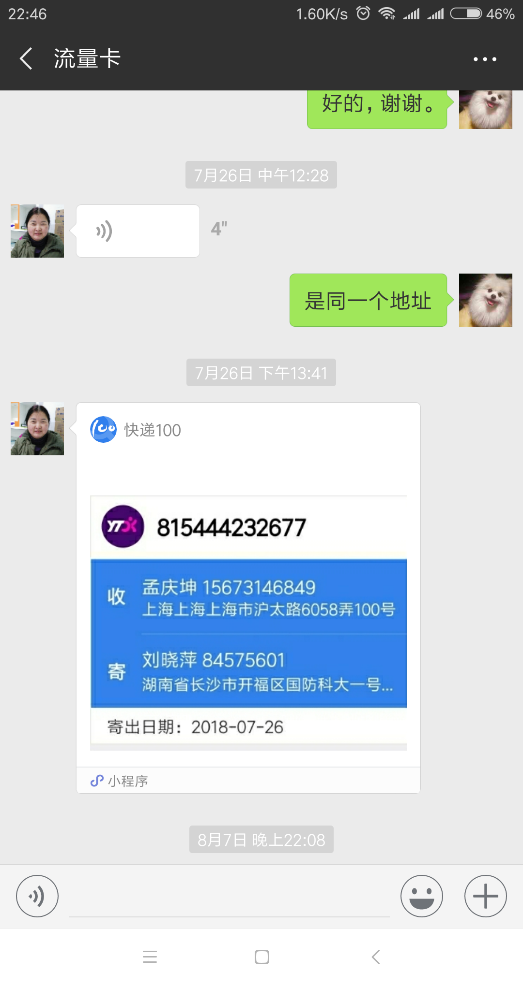 22:46
1.60K/s
46%
流量卡
好的，谢谢。
7月26日 中午12:28
4"
是同一个地址
7月26日 下午13:41
快递100
YTX
815444232677
收
孟庆坤 15673146849
上海上海上海市沪太路6058弄100号
寄
刘晓萍 84575601
湖南省长沙市开福区国防科大一号...
寄出日期：2018-07-26
小程序
8月7日 晚上22:08